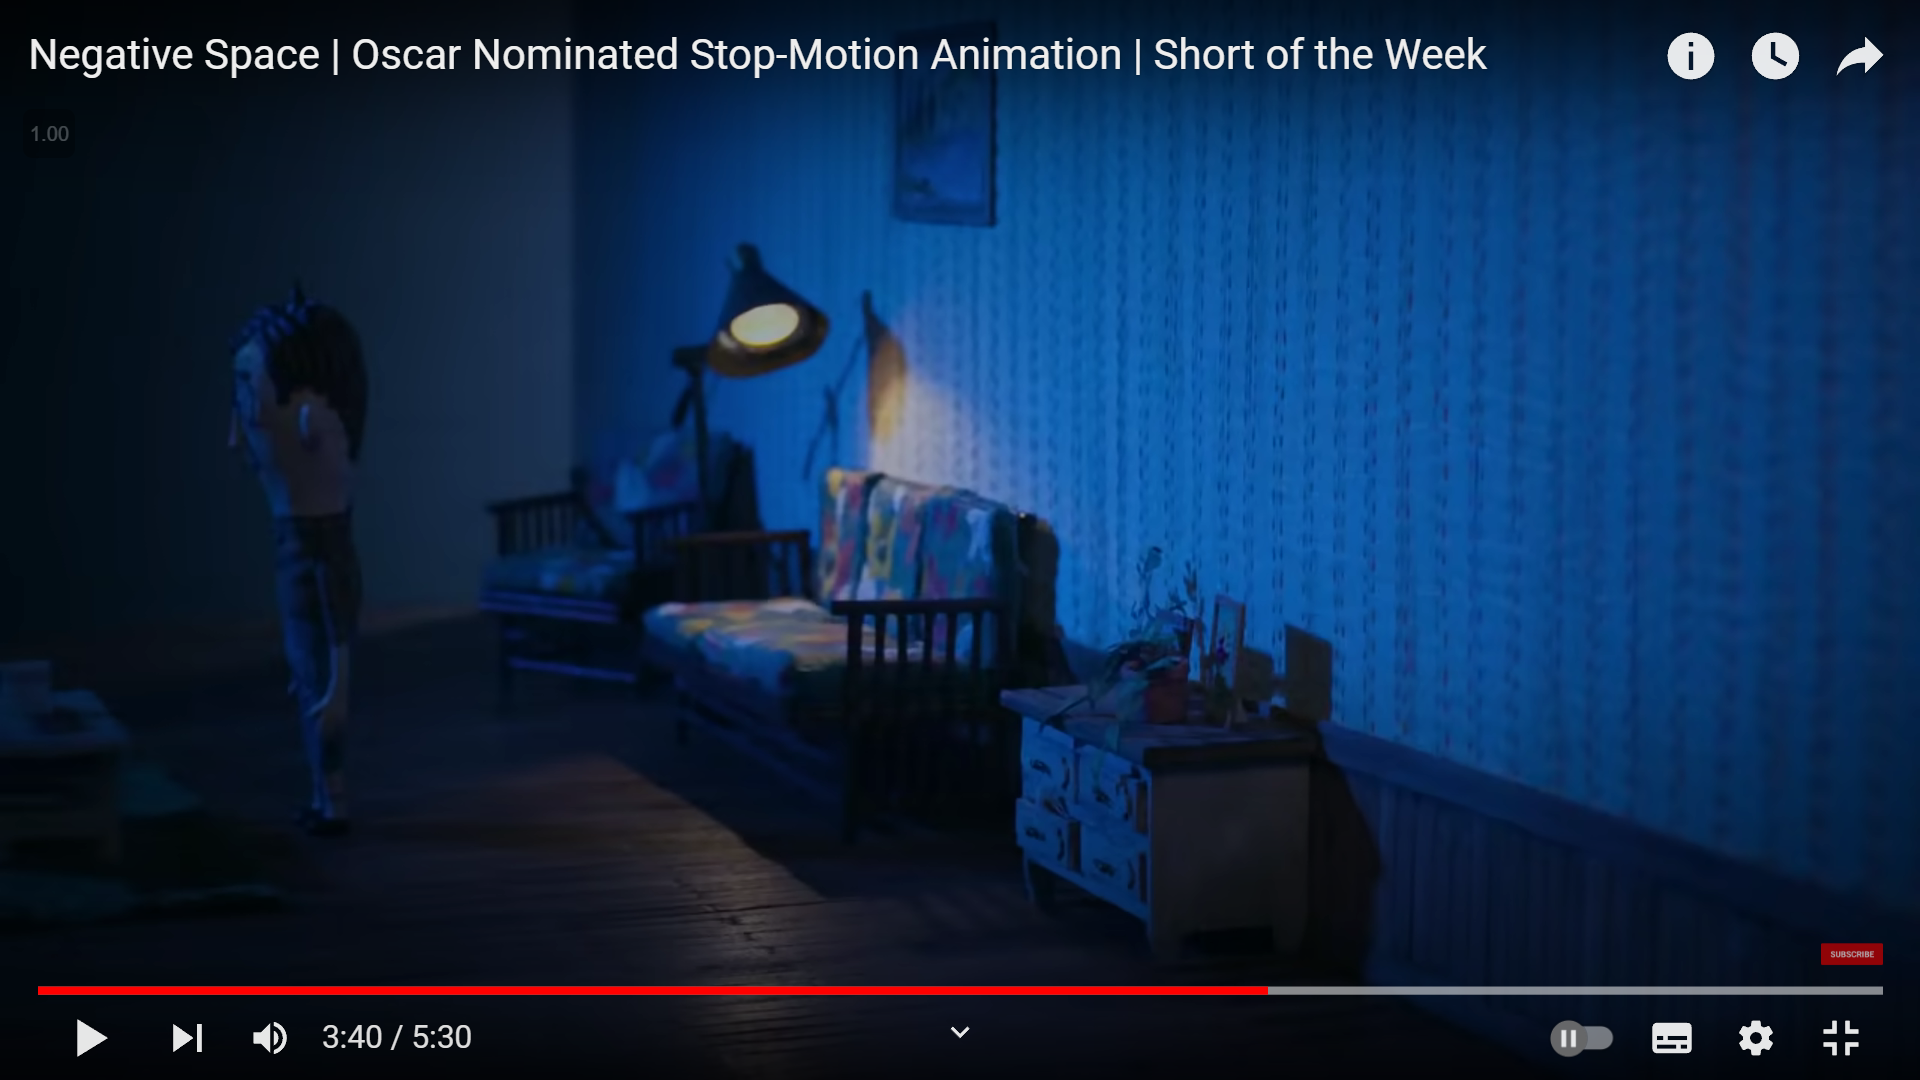 Negative Space | Oscar Nominated Stop-Motion Animation | Short of the Week
1.00
SUBSCRIBE
3:40 / 5:30